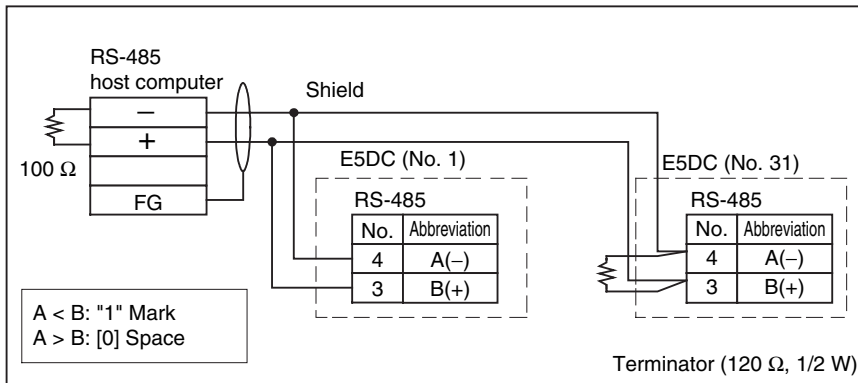 RS-485
host computer
Shield
−
+
100 Ω
FG
E5DC (No. 1)
RS-485
No. Abbreviation
4 A(−)
3 B(+)
E5DC (No. 31)
RS-485
No. Abbreviation
4 A(−)
3 B(+)
A < B: "1" Mark
A > B: [0] Space
Terminator (120 Ω, 1/2 W)